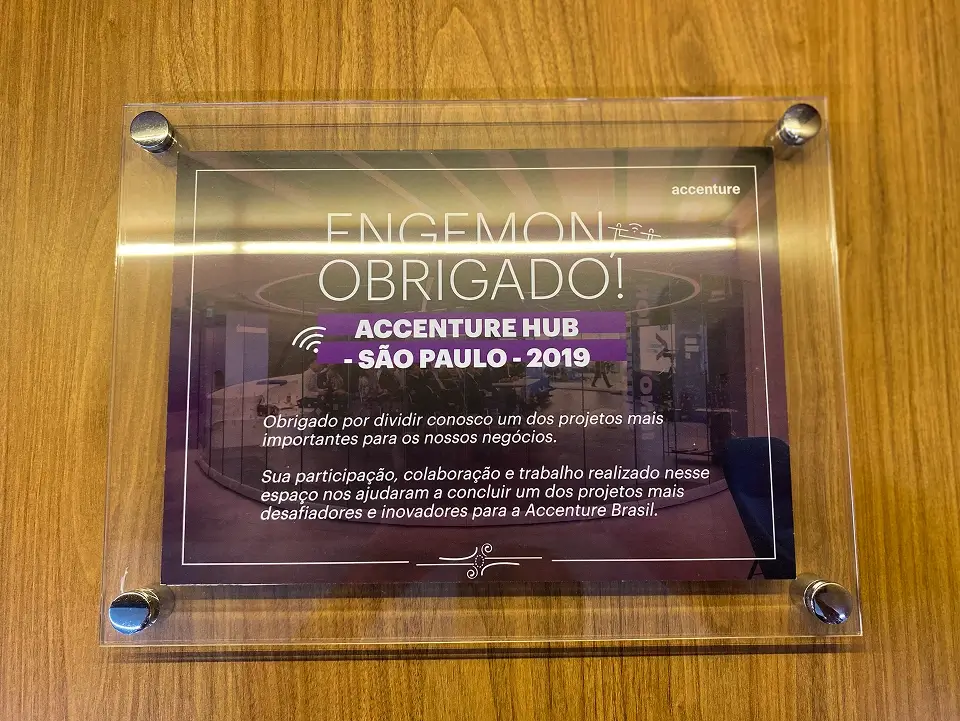 accenture
ENGEMON,
OBRIGADO!
ACCENTURE HUB
- SÃO PAULO - 2019
Obrigado por dividir conosco um dos projetos mais
importantes para os nossos negócios.
Sua participação, colaboração e trabalho realizado nesse
espaço nos ajudaram a concluir um dos projetos mais
desafiadores e inovadores para a Accenture Brasil.